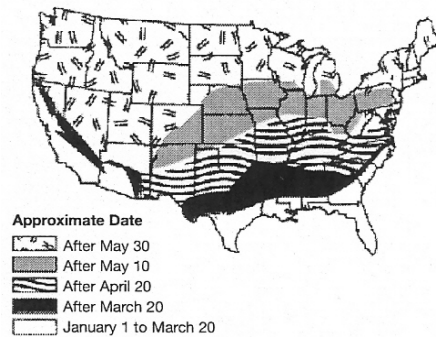 Approximate Date
After May 30
After May 10
After April 20
After March 20
January 1 to March 20